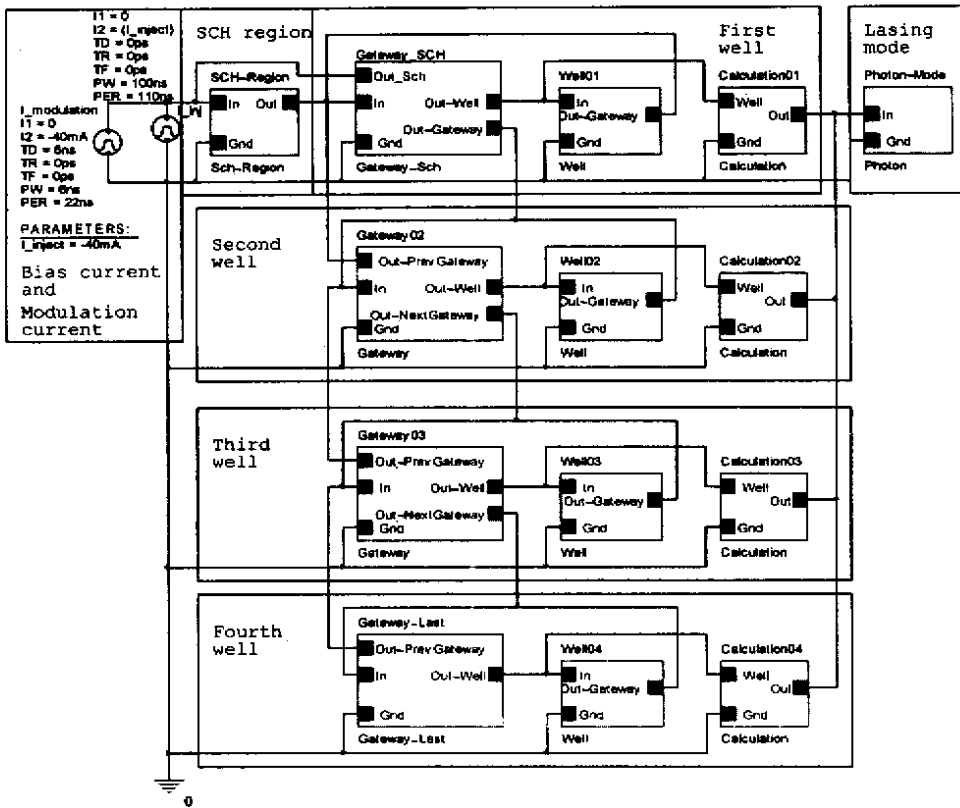 I1 = 0
I2 = {I_inject}
TD = 0ps
TR = 0ps
TF = 0ps
PW = 100ns
PER = 110ns
I_modulation
I1 = 0
I2 = -40mA
TD = 6ns
TR = 0ps
TF = 0ps
PW = 6ns
PER = 22ns
PARAMETERS:
I_inject = -40mA
Bias current
and
Modulation
current
SCH region
SCH-Region
In Out
Gnd
Sch-Region
Gateway_SCH
Out_Sch
In Out-Well
Out-Gateway
Gnd
Gateway_Sch
Well01
In
Out-Gateway
Gnd
Well
First
well
Calculation01
Well
Out
Gnd
Calculation
Lasing
mode
Photon-Mode
In
Gnd
Photon
Second
well
Gateway02
Out-Prev Gateway
In Out-Well
Out-NextGateway
Gnd
Gateway
Well02
In
Out-Gateway
Gnd
Well
Calculation02
Well
Out
Gnd
Calculation
Third
well
Gateway03
Out-Prev Gateway
In Out-Well
Out-NextGateway
Gnd
Gateway
Well03
In
Out-Gateway
Gnd
Well
Calculation03
Well
Out
Gnd
Calculation
Fourth
well
Gateway-Last
Out-Prev Gateway
In Out-Well
Gnd
Gateway-Last
Well04
In
Out-Gateway
Gnd
Well
Calculation04
Well
Out
Gnd
Calculation
0